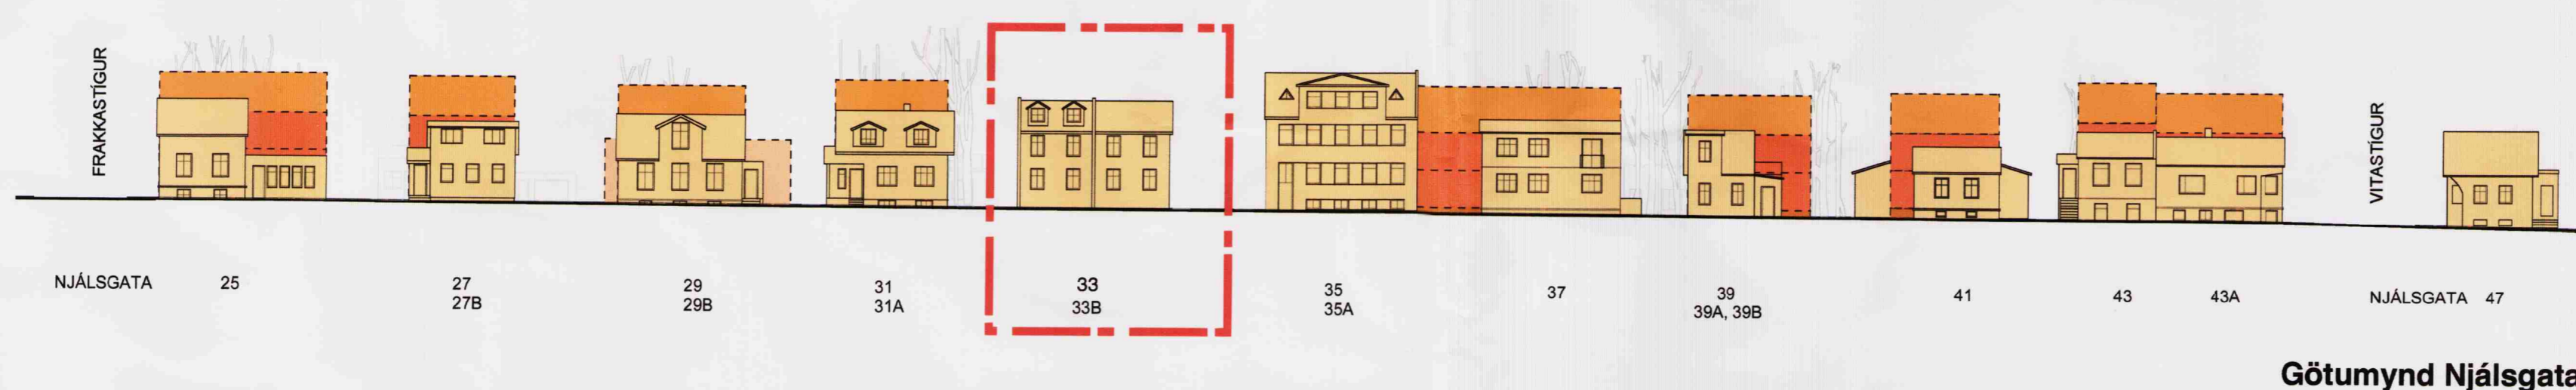 FRAKKASTÍGUR
VITASTÍGUR
NJÁLSGATA 25 27 29 31 33 35 37 39 41 43 43A NJÁLSGATA 47
27B 29B 31A 33B 35A 39A, 39B
Götumynd Njálsgata